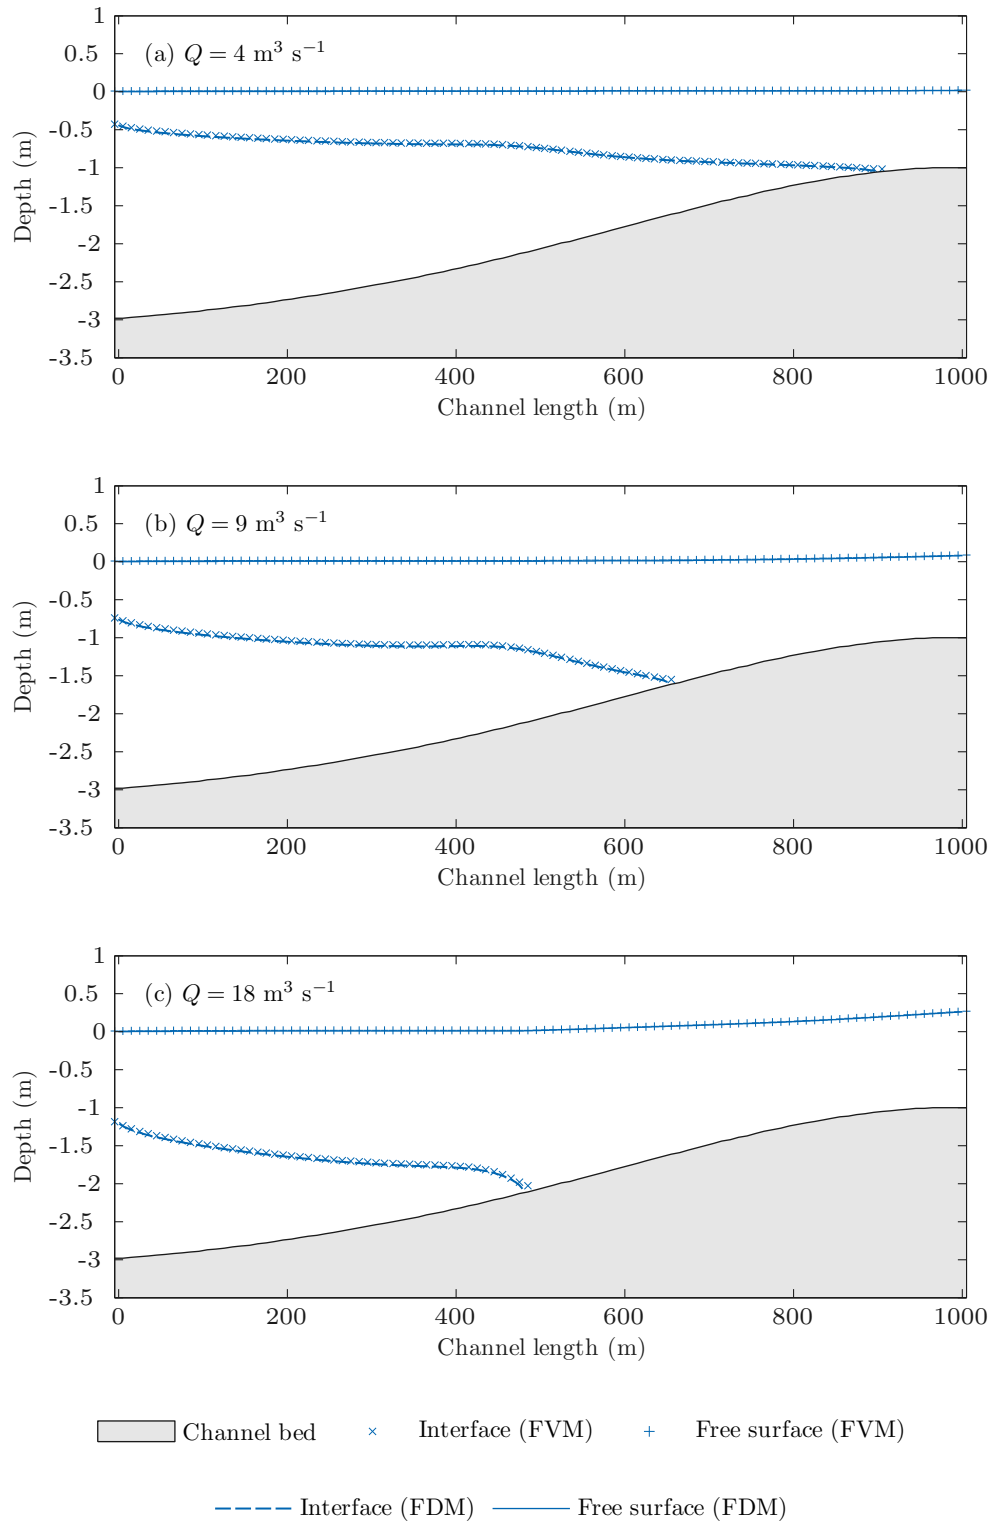 1
(a) Q = 4 m³ s⁻¹
0.5
0
-0.5
-1
-1.5
-2
-2.5
-3
-3.5
Depth (m)
0 200 400 600 800 1000
Channel length (m)
1
(b) Q = 9 m³ s⁻¹
0.5
0
-0.5
-1
-1.5
-2
-2.5
-3
-3.5
Depth (m)
0 200 400 600 800 1000
Channel length (m)
1
(c) Q = 18 m³ s⁻¹
0.5
0
-0.5
-1
-1.5
-2
-2.5
-3
-3.5
Depth (m)
0 200 400 600 800 1000
Channel length (m)
Channel bed Interface (FVM) Free surface (FVM)
Interface (FDM) Free surface (FDM)